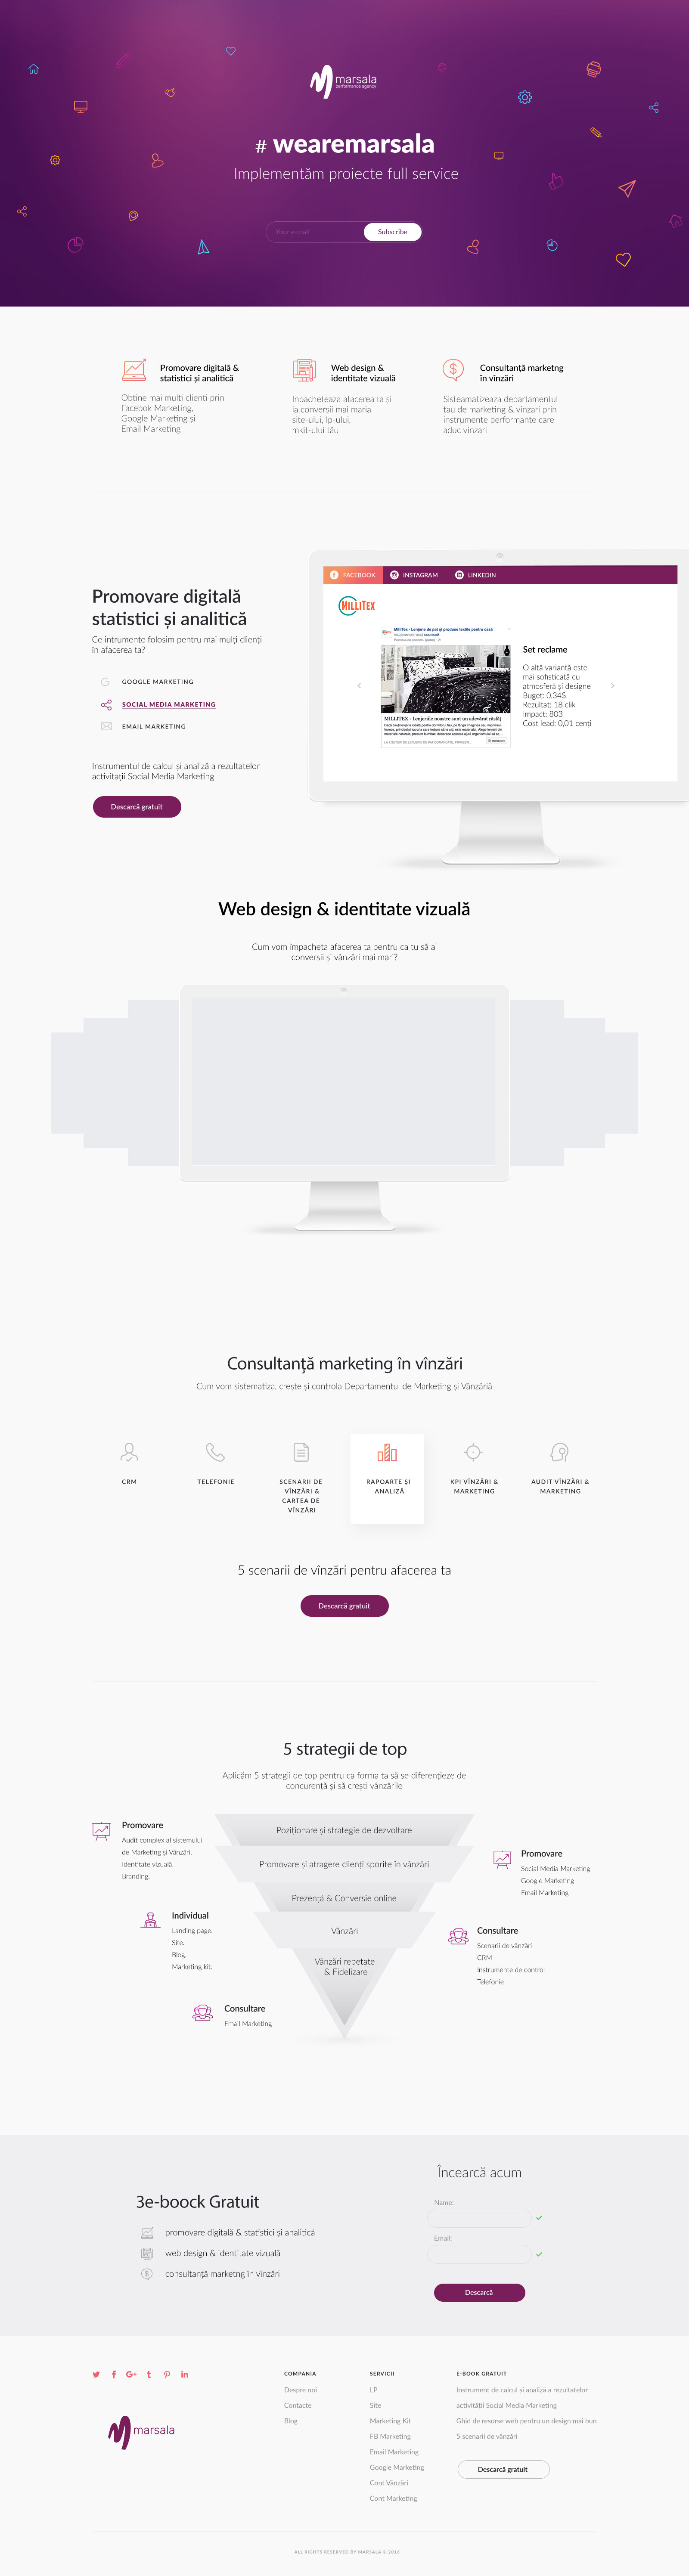 marsala
performance agency
# wearemarsala
Implementăm proiecte full service
Your e-mail
Subscribe
Promovare digitală &
statistici și analitică
Obtine mai multi clienti prin
Facebok Marketing,
Google Marketing și
Email Marketing
Web design &
identitate vizuală
Inpacheteaza afacerea ta și
ia conversii mai maria
site-ului, lp-ului,
mkit-ului tău
Consultanță marketng
în vînzări
Sisteamatizeaza departamentul
tau de marketing & vinzari prin
instrumente performante care
aduc vinzari
Promovare digitală
statistici și analitică
Ce intrumente folosim pentru mai mulți clienți
în afacerea ta?
GOOGLE MARKETING
SOCIAL MEDIA MARKETING
EMAIL MARKETING
Instrumentul de calcul și analiză a rezultatelor
activitații Social Media Marketing
Descarcă gratuit
FACEBOOK
INSTAGRAM
LINKEDIN
MILLITEX
MilliTex - Lenjerie de pat și produse textile pentru casă
Set reclame
O altă variantă este
mai sofisticată cu
atmosferă și designe
Buget: 0,34$
Rezultat: 18 clik
Impact: 803
Cost lead: 0,01 cenți
MILLITEX - Lenjeriile noastre sunt un adevărat răsfăț
Web design & identitate vizuală
Cum vom împacheta afacerea ta pentru ca tu să ai
conversii și vânzări mai mari?
Consultanță marketing în vînzări
Cum vom sistematiza, crește și controla Departamentul de Marketing și Vânzăriă
CRM
TELEFONIE
SCENARII DE
VÎNZĂRI &
CARTEA DE
VÎNZĂRI
RAPOARTE ȘI
ANALIZĂ
KPI VÎNZĂRI &
MARKETING
AUDIT VÎNZĂRI &
MARKETING
5 scenarii de vînzări pentru afacerea ta
Descarcă gratuit
5 strategii de top
Aplicăm 5 strategii de top pentru ca forma ta să se diferențieze de
concurență și să crești vânzările
Promovare
Audit complex al sistemului
de Marketing și Vânzări.
Identitate vizuală.
Branding.
Individual
Landing page.
Site.
Blog.
Marketing kit.
Consultare
Email Marketing
Poziționare și strategie de dezvoltare
Promovare și atragere clienți sporite în vânzări
Prezență & Conversie online
Vânzări
Vânzări repetate
& Fidelizare
Promovare
Social Media Marketing
Google Marketing
Email Marketing
Consultare
Scenarii de vânzări
CRM
Instrumente de control
Telefonie
3e-boock Gratuit
promovare digitală & statistici și analitică
web design & identitate vizuală
consultanță marketng în vînzări
Încearcă acum
Name:
Email:
Descarcă
marsala
COMPANIA
Despre noi
Contacte
Blog
SERVICII
LP
Site
Marketing Kit
FB Marketing
Email Marketing
Google Marketing
Cont Vânzări
Cont Marketing
E-BOOK GRATUIT
Instrument de calcul și analiză a rezultatelor
activității Social Media Marketing
Ghid de resurse web pentru un design mai bun
5 scenarii de vânzări
Descarcă gratuit
ALL RIGHTS RESERVED BY MARSALA © 2016